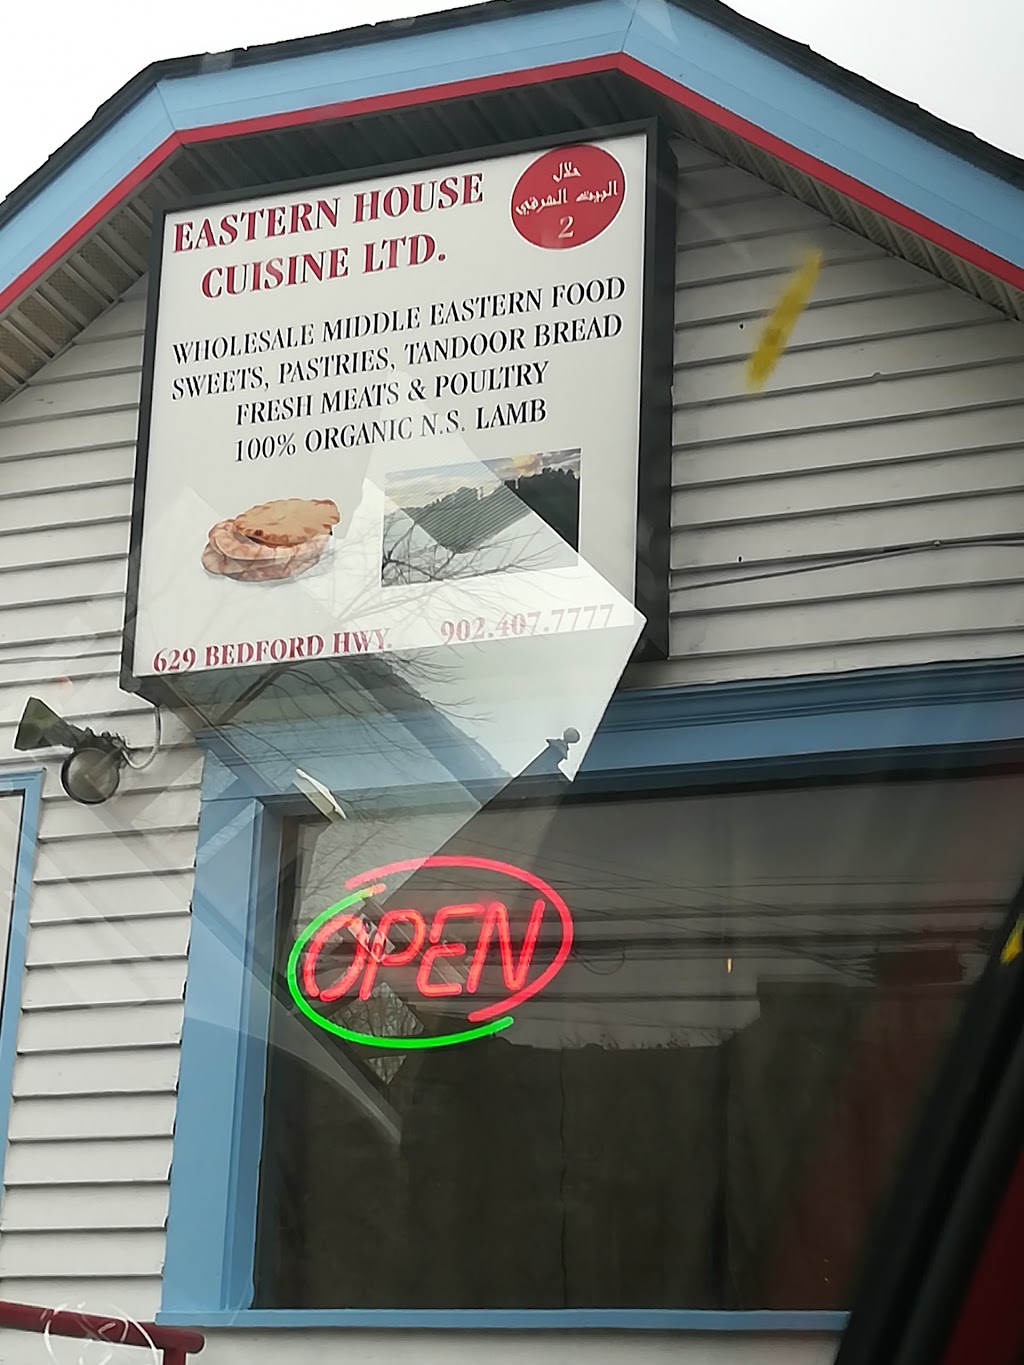 EASTERN HOUSE
CUISINE LTD.
حلال
البيت الشرقي
2
WHOLESALE MIDDLE EASTERN FOOD
SWEETS, PASTRIES, TANDOOR BREAD
FRESH MEATS & POULTRY
100% ORGANIC N.S. LAMB
629 BEDFORD HWY. 902.407.7777
OPEN